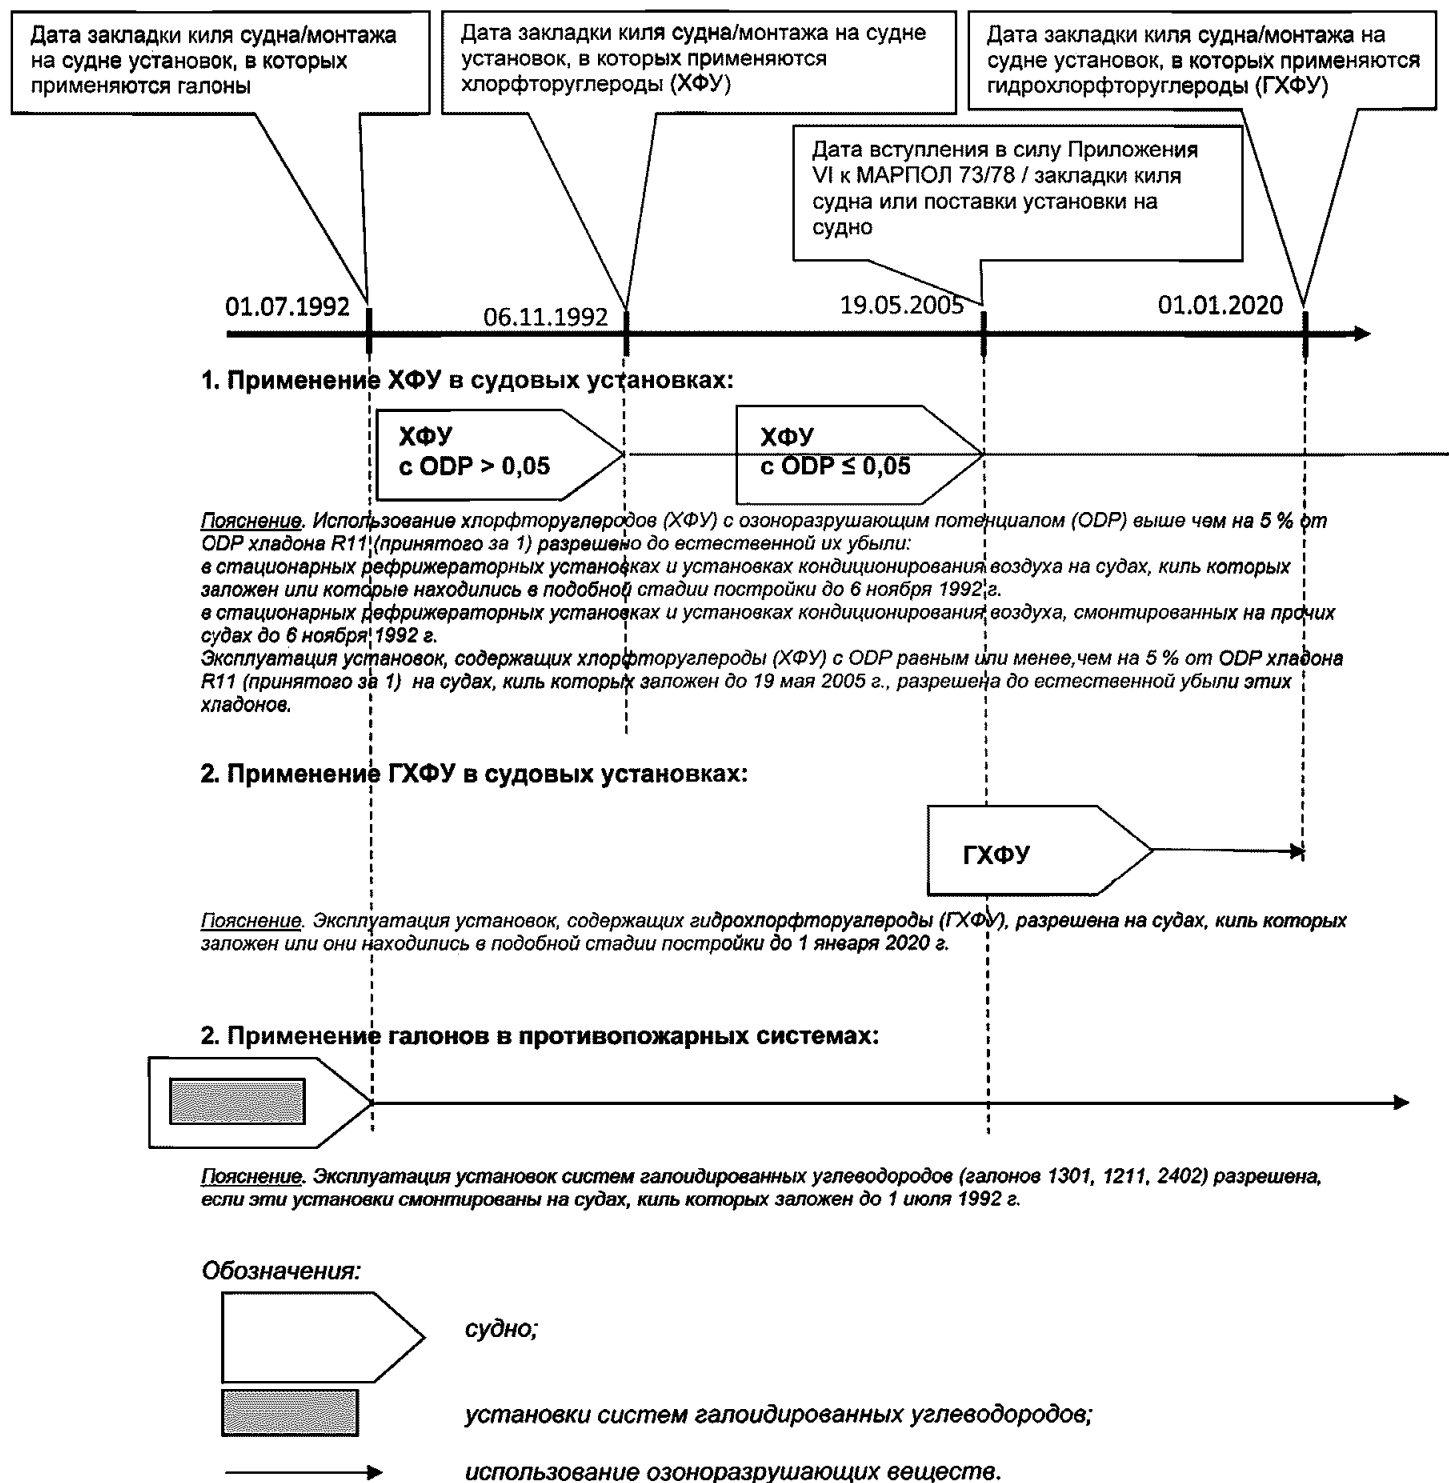 Дата закладки киля судна/монтажа
на судне установок, в которых
применяются галоны
Дата закладки киля судна/монтажа на судне
установок, в которых применяются
хлорфторуглероды (ХФУ)
Дата закладки киля судна/монтажа на
судне установок, в которых применяются
гидрохлорфторуглероды (ГХФУ)
Дата вступления в силу Приложения
VI к МАРПОЛ 73/78 / закладки киля
судна или поставки установки на
судно
01.07.1992
06.11.1992
19.05.2005
01.01.2020
1. Применение ХФУ в судовых установках:
ХФУ
с ODP > 0,05
ХФУ
с ODP ≤ 0,05
Пояснение. Использование хлорфторуглеродов (ХФУ) с озоноразрушающим потенциалом (ODP) выше чем на 5 % от
ODP хладона R11 (принятого за 1) разрешено до естественной их убыли:
в стационарных рефрижераторных установках и установках кондиционирования воздуха на судах, киль которых
заложен или которые находились в подобной стадии постройки до 6 ноября 1992 г.
в стационарных рефрижераторных установках и установках кондиционирования воздуха, смонтированных на прочих
судах до 6 ноября 1992 г.
Эксплуатация установок, содержащих хлорфторуглероды (ХФУ) с ODP равным или менее,чем на 5 % от ODP хладона
R11 (принятого за 1) на судах, киль которых заложен до 19 мая 2005 г., разрешена до естественной убыли этих
хладонов.
2. Применение ГХФУ в судовых установках:
ГХФУ
Пояснение. Эксплуатация установок, содержащих гидрохлорфторуглероды (ГХФУ), разрешена на судах, киль которых
заложен или они находились в подобной стадии постройки до 1 января 2020 г.
2. Применение галонов в противопожарных системах:
Пояснение. Эксплуатация установок систем галоидированных углеводородов (галонов 1301, 1211, 2402) разрешена,
если эти установки смонтированы на судах, киль которых заложен до 1 июля 1992 г.
Обозначения:
судно;
установки систем галоидированных углеводородов;
использование озоноразрушающих веществ.